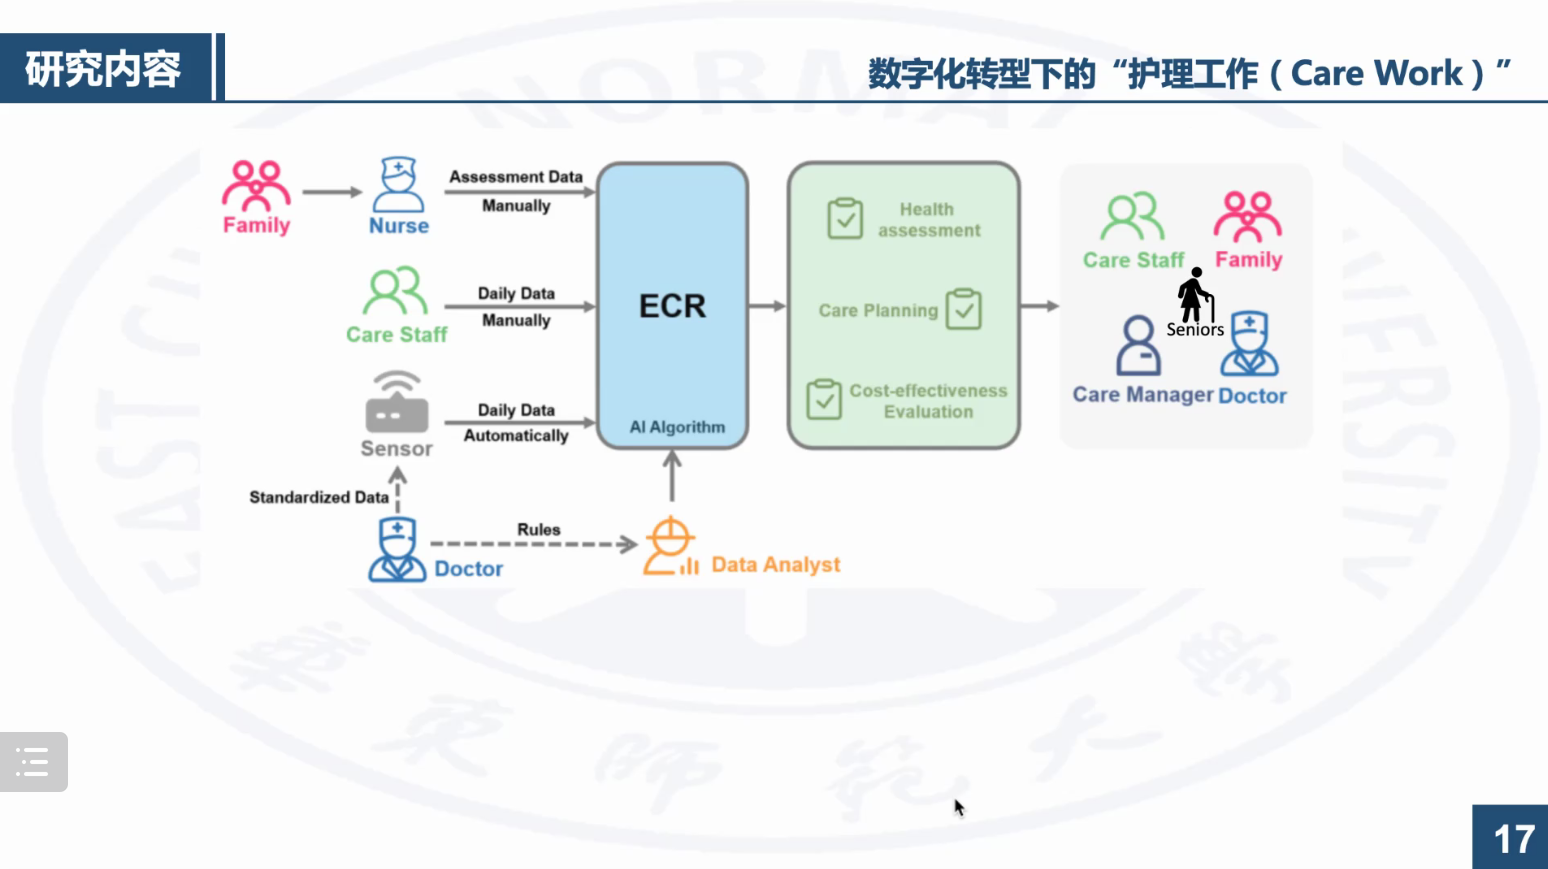 研究内容
数字化转型下的“护理工作（Care Work）”
Family
Nurse
Assessment Data
Manually
Care Staff
Daily Data
Manually
Sensor
Daily Data
Automatically
Standardized Data
Doctor
Rules
Data Analyst
ECR
AI Algorithm
Health
assessment
Care Planning
Cost-effectiveness
Evaluation
Care Staff
Family
Seniors
Care Manager
Doctor
17